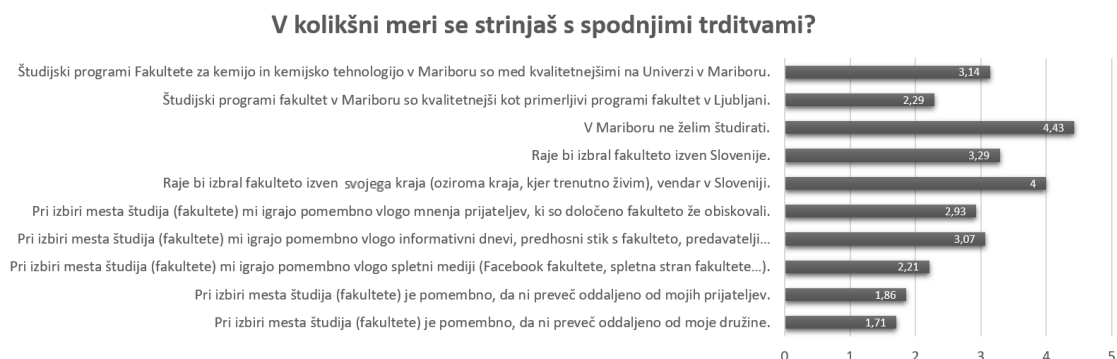 V kolikšni meri se strinjaš s spodnjimi trditvami?
Študijski programi Fakultete za kemijo in kemijsko tehnologijo v Mariboru so med kvalitetnejšimi na Univerzi v Mariboru.
3,14
Študijski programi fakultet v Mariboru so kvalitetnejši kot primerljivi programi fakultet v Ljubljani.
2,29
V Mariboru ne želim študirati.
4,43
Raje bi izbral fakulteto izven Slovenije.
3,29
Raje bi izbral fakulteto izven svojega kraja (oziroma kraja, kjer trenutno živim), vendar v Sloveniji.
4
Pri izbiri mesta študija (fakultete) mi igrajo pomembno vlogo mnenja prijateljev, ki so določeno fakulteto že obiskovali.
2,93
Pri izbiri mesta študija (fakultete) mi igrajo pomembno vlogo informativni dnevi, predhosni stik s fakulteto, predavatelji...
3,07
Pri izbiri mesta študija (fakultete) mi igrajo pomembno vlogo spletni mediji (Facebook fakultete, spletna stran fakultete...).
2,21
Pri izbiri mesta študija (fakultete) je pomembno, da ni preveč oddaljeno od mojih prijateljev.
1,86
Pri izbiri mesta študija (fakultete) je pomembno, da ni preveč oddaljeno od moje družine.
1,71
0 1 2 3 4 5